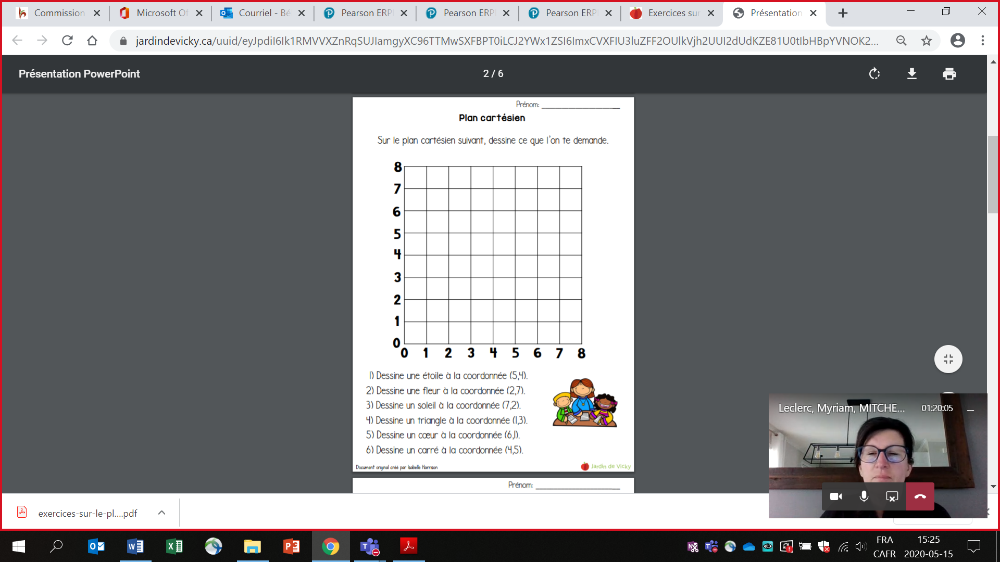 Commission
Microsoft Of
Courriel - Bé
Pearson ERP
Pearson ERP
Pearson ERP
Exercices sur
Présentation
Présentation PowerPoint
2 / 6
Prénom:
Plan cartésien
Sur le plan cartésien suivant, dessine ce que l'on te demande.
8
7
6
5
4
3
2
1
0
0 1 2 3 4 5 6 7 8
1) Dessine une étoile à la coordonnée (5,4).
2) Dessine une fleur à la coordonnée (2,7).
3) Dessine un soleil à la coordonnée (7,2).
4) Dessine un triangle à la coordonnée (1,3).
5) Dessine un cœur à la coordonnée (6,1).
6) Dessine un carré à la coordonnée (4,5).
Document original créé par Isabelle Harrison
Jardin de Vicky
Prénom:
Leclerc, Myriam, MITCHE... 01:20:05
exercices-sur-le-pl....pdf
FRA
CAFR
15:25
2020-05-15